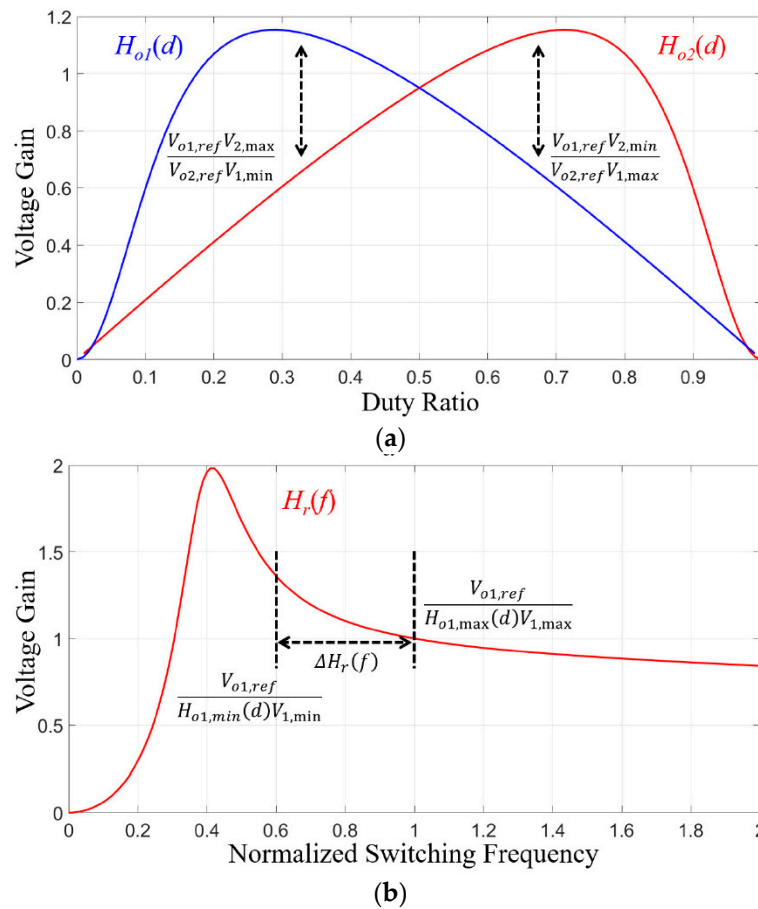 1.2
H_{o1}(d)
H_{o2}(d)
1
0.8
0.6
0.4
0.2
0
Voltage Gain
V_{o1,ref}V_{2,max}
V_{o2,ref}V_{1,min}
V_{o1,ref}V_{2,min}
V_{o2,ref}V_{1,max}
0 0.1 0.2 0.3 0.4 0.5 0.6 0.7 0.8 0.9
Duty Ratio
(a)
2
H_r(f)
1.5
1
0.5
0
Voltage Gain
V_{o1,ref}
H_{o1,max}(d)V_{1,max}
ΔH_r(f)
V_{o1,ref}
H_{o1,min}(d)V_{1,min}
0 0.2 0.4 0.6 0.8 1 1.2 1.4 1.6 1.8 2
Normalized Switching Frequency
(b)